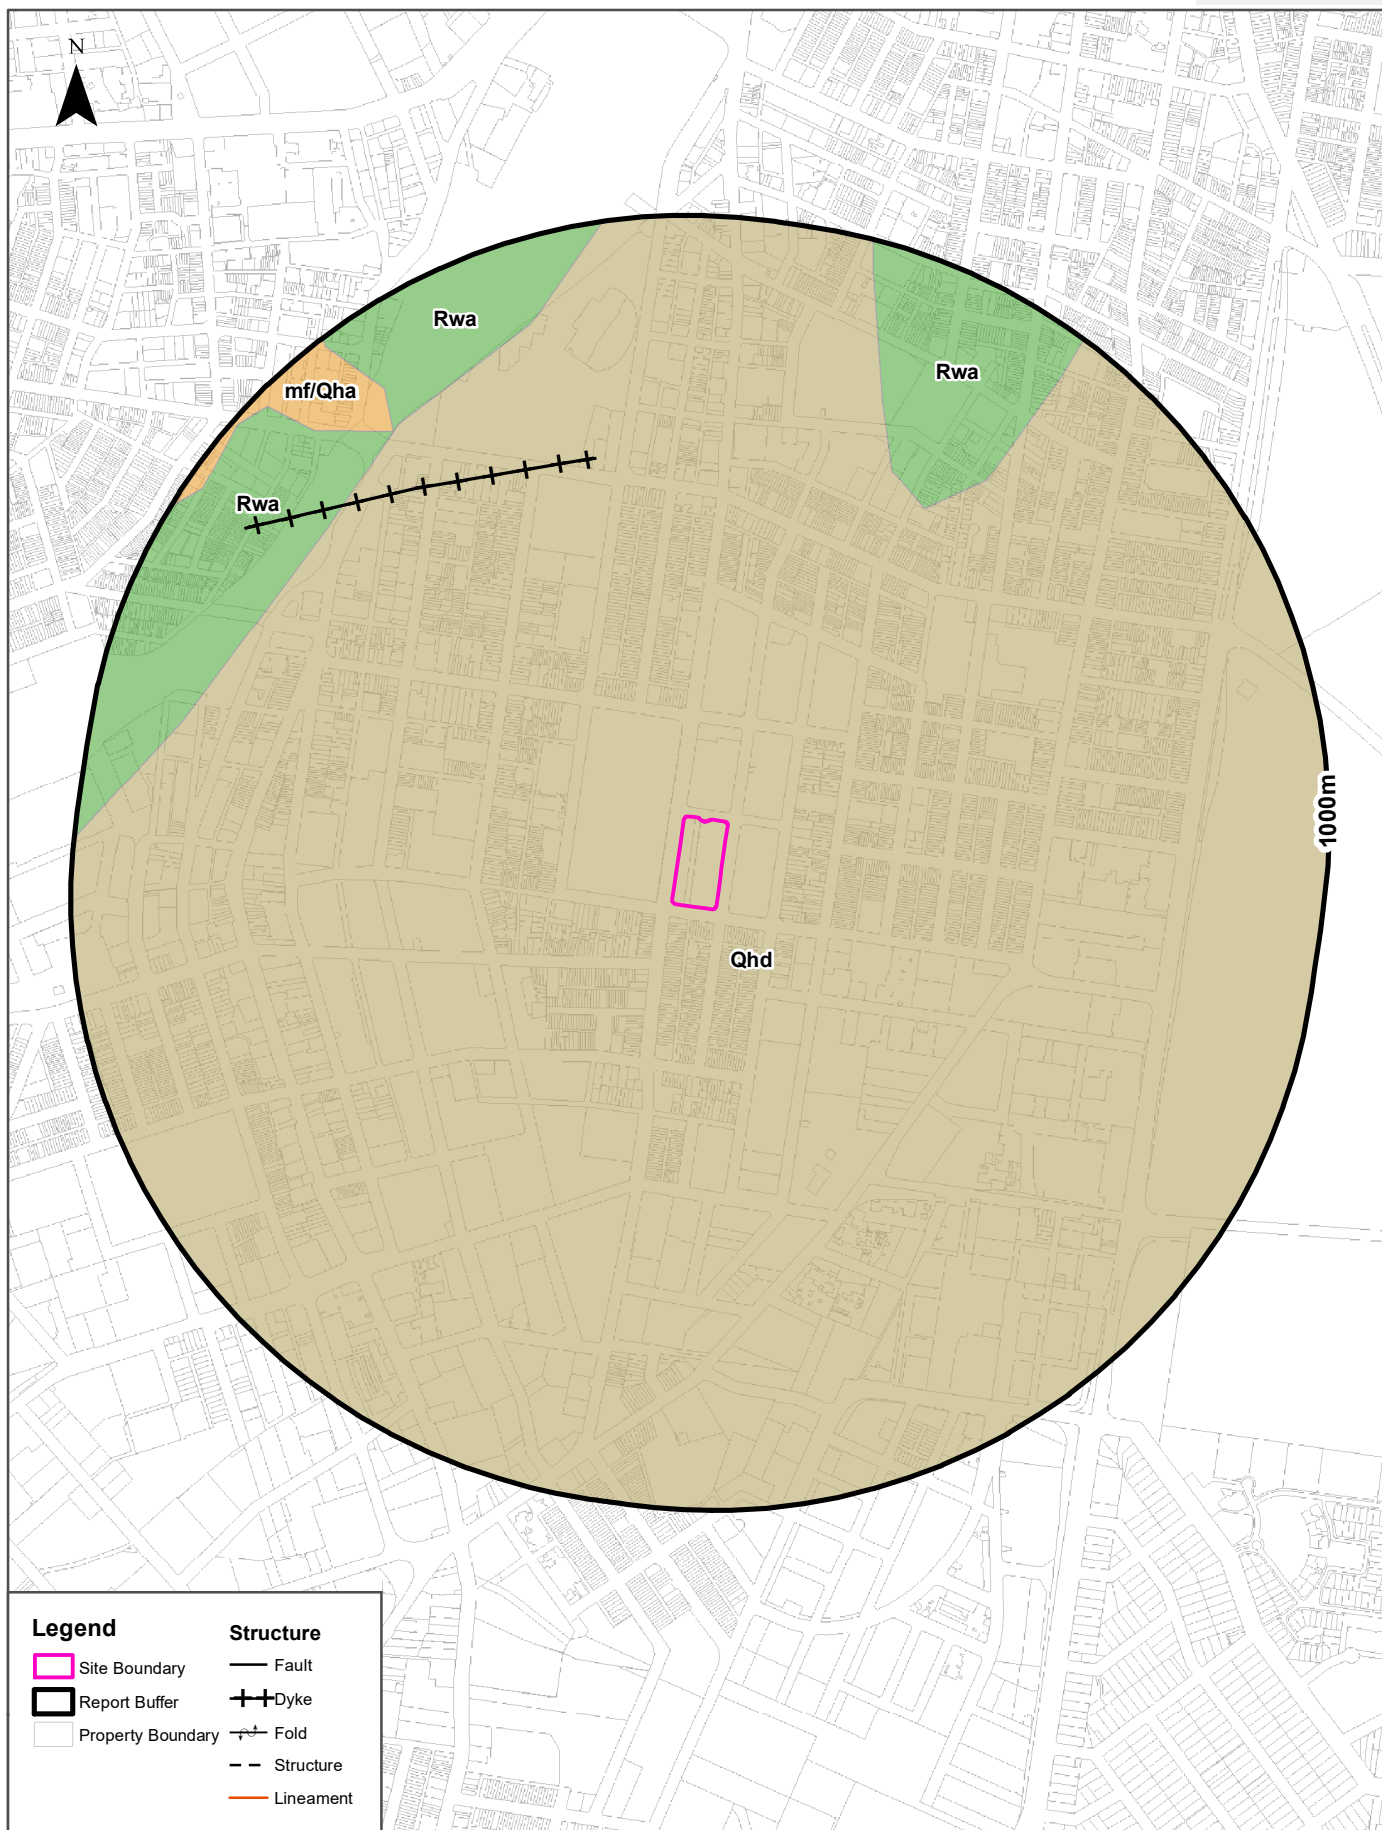 N
Rwa
Rwa
mf/Qha
Rwa
1000m
Qhd
Legend
Site Boundary
Report Buffer
Property Boundary
Structure
Fault
Dyke
Fold
Structure
Lineament